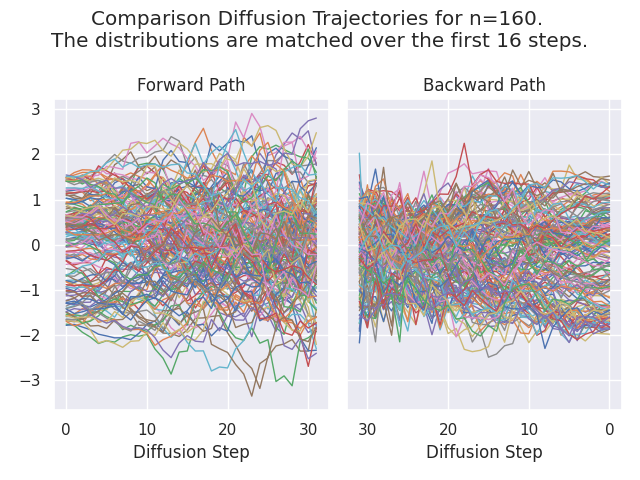 Comparison Diffusion Trajectories for n=160.
The distributions are matched over the first 16 steps.
Forward Path
Backward Path
3
2
1
0
−1
−2
−3
0 10 20 30
30 20 10 0
Diffusion Step
Diffusion Step